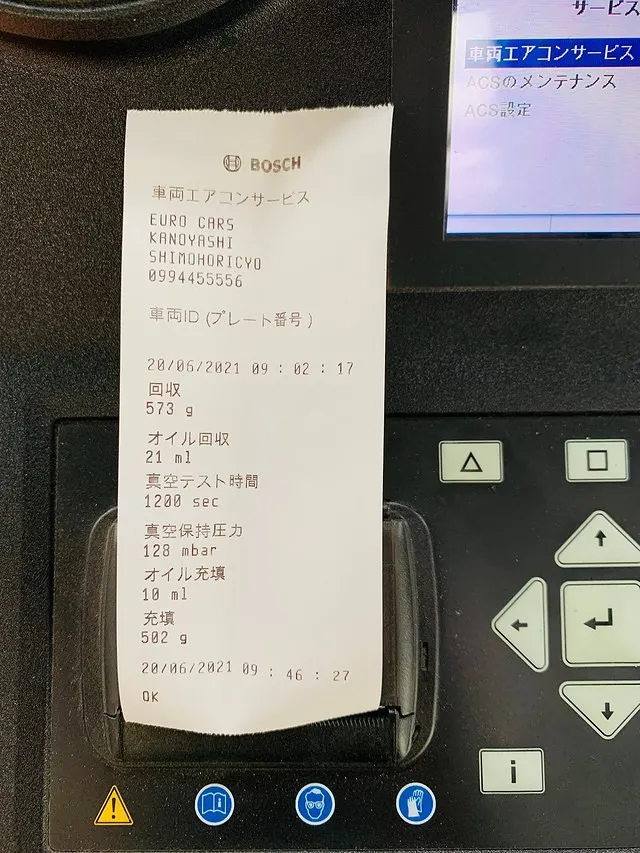 サービス
車両エアコンサービス
ACSのメンテナンス
ACS設定
BOSCH
車両エアコンサービス
EURO CARS
KANOYASHI
SHIMOHORICYO
0994455556
車両ID (プレート番号)
20/06/2021 09 : 02 : 17
回収
573 g
オイル回収
21 ml
真空テスト時間
1200 sec
真空保持圧力
128 mbar
オイル充填
10 ml
充填
502 g
20/06/2021 09 : 46 : 27
OK
i